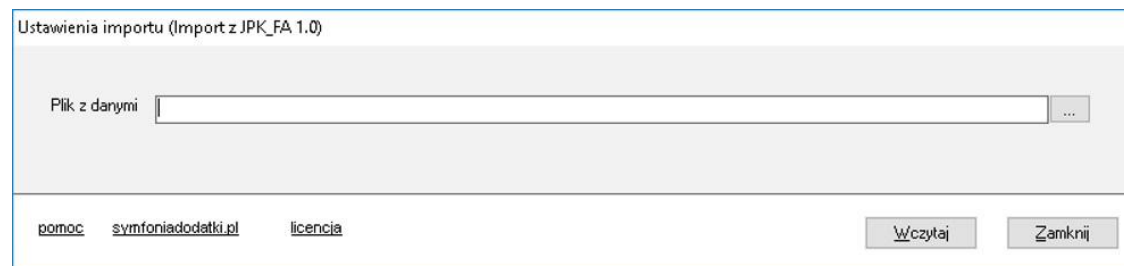 Ustawienia importu (Import z JPK_FA 1.0)
Plik z danymi ...
pomoc symfoniadodatki.pl licencja Wczytaj Zamknij